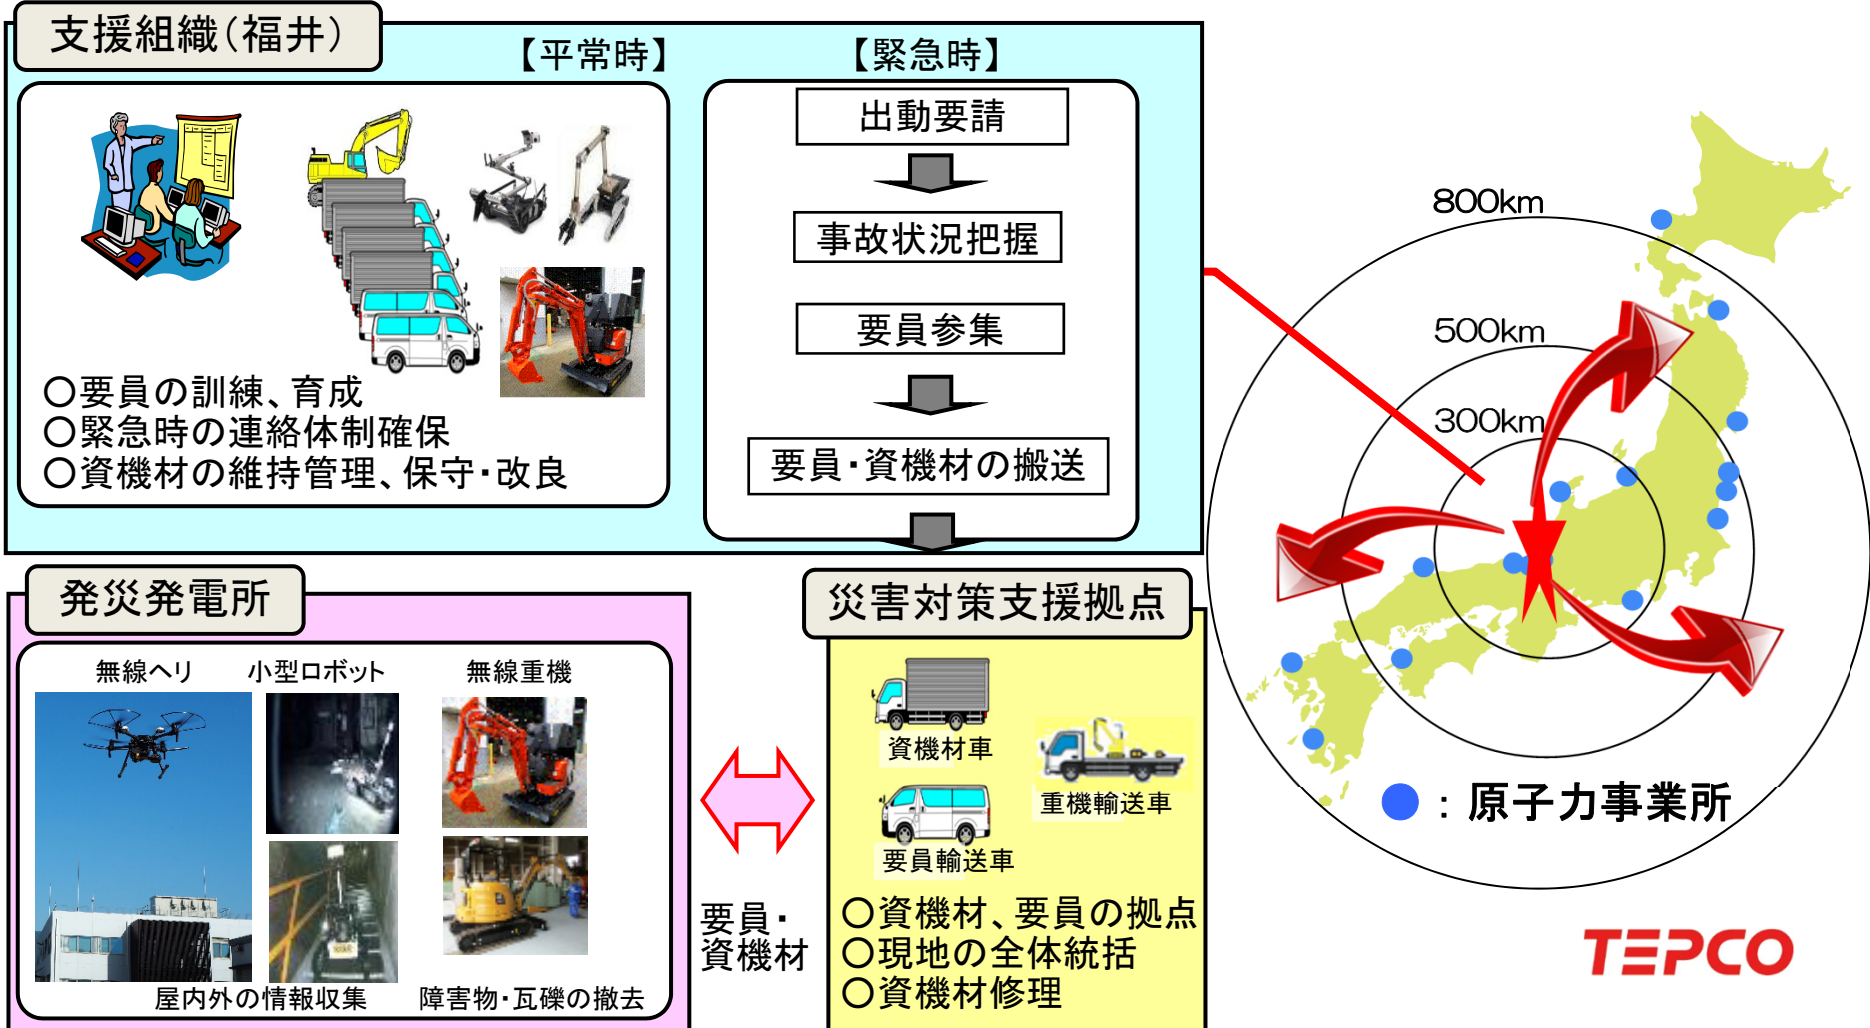 支援組織(福井)
【平常時】
【緊急時】
出動要請
事故状況把握
要員参集
要員・資機材の搬送
○要員の訓練、育成
○緊急時の連絡体制確保
○資機材の維持管理、保守・改良
発災発電所
無線ヘリ
小型ロボット
無線重機
屋内外の情報収集
障害物・瓦礫の撤去
要員・
資機材
災害対策支援拠点
資機材車
重機輸送車
要員輸送車
○資機材、要員の拠点
○現地の全体統括
○資機材修理
800km
500km
300km
:原子力事業所
TEPCO